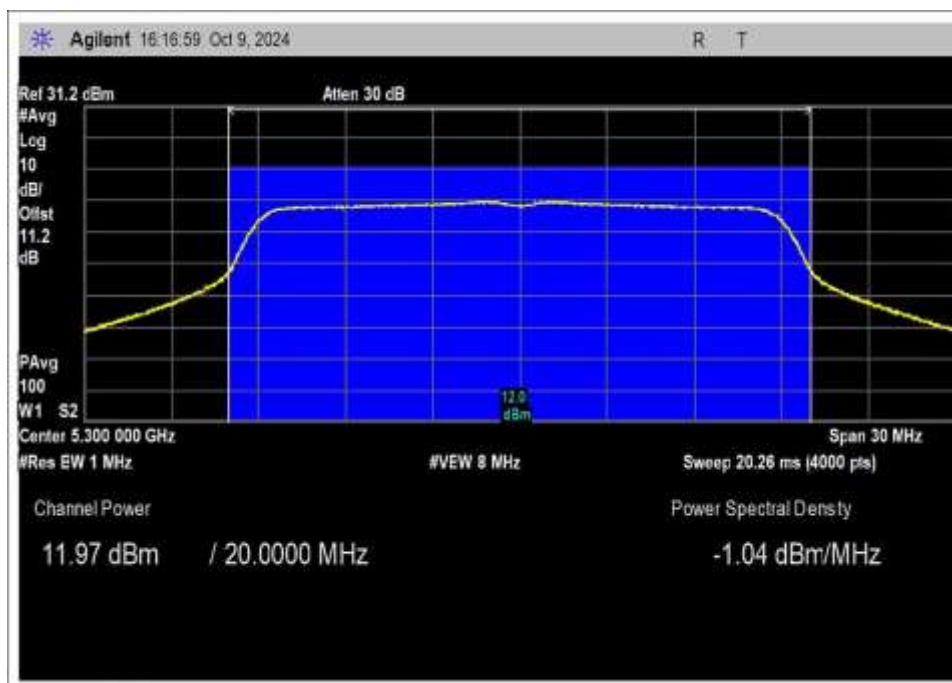 Agilent 16:16:59 Oct 9, 2024 R T
Ref 31.2 dBm Atten 30 dB
#Avg
Log
10
dB/
Offst
11.2
dB
PAvg
100
W1 S2
12.0
dBm
Center 5.300 000 GHz Span 30 MHz
#Res EW 1 MHz #VEW 8 MHz Sweep 20.26 ms (4000 pts)
Channel Power Power Spectral Densty
11.97 dBm / 20.0000 MHz -1.04 dBm/MHz